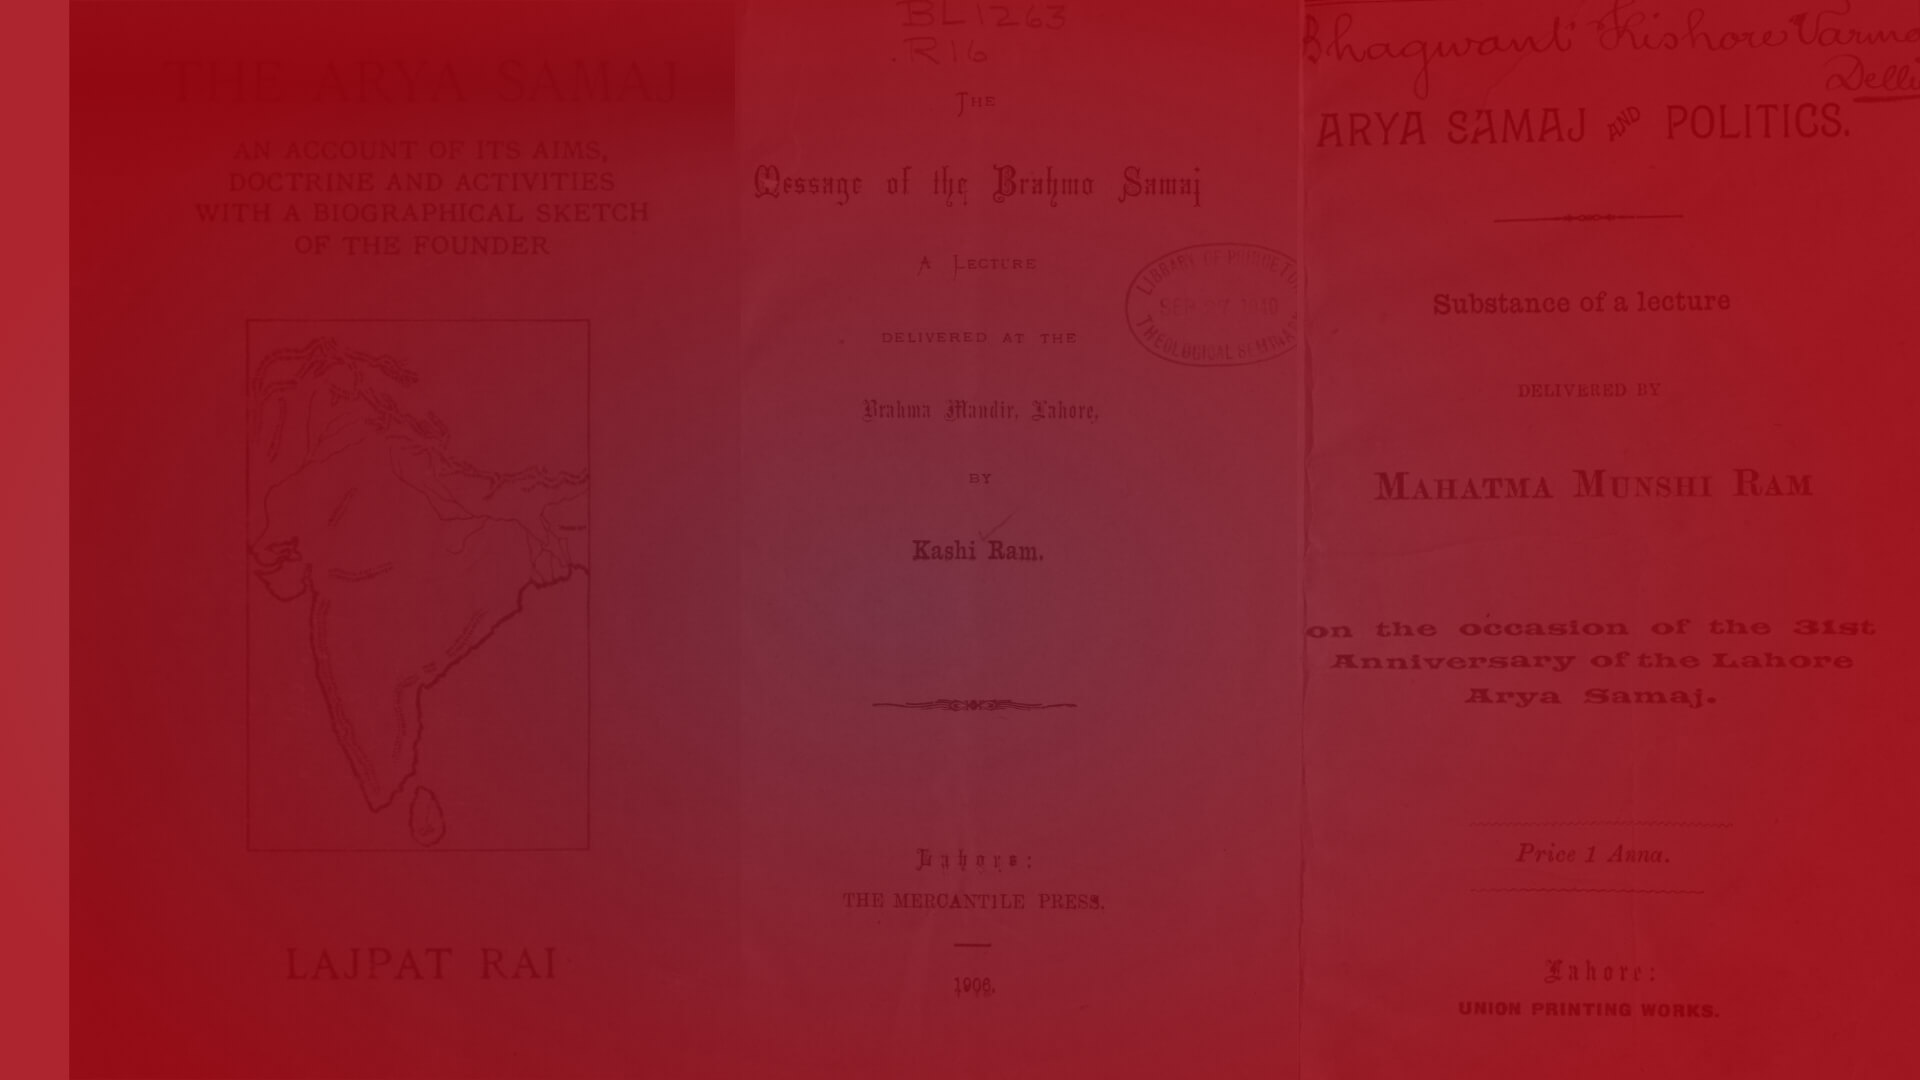 THE ARYA SAMAJ
AN ACCOUNT OF ITS AIMS,
DOCTRINE AND ACTIVITIES
WITH A BIOGRAPHICAL SKETCH
OF THE FOUNDER
LAJPAT RAI
BL1263
.R16
THE
Message of the Brahmo Samaj
A LECTURE
DELIVERED AT THE
Brahma Mandir, Lahore,
BY
Kashi Ram.
LIBRARY OF PRINCETON
SEP 27 1910
THEOLOGICAL SEMINARY
Lahore:
THE MERCANTILE PRESS.
1906.
Bhagwant Kishore Varma
Delhi
ARYA SAMAJ AND POLITICS.
Substance of a lecture
DELIVERED BY
MAHATMA MUNSHI RAM
on the occasion of the 31st
Anniversary of the Lahore
Arya Samaj.
Price 1 Anna.
Lahore:
UNION PRINTING WORKS.